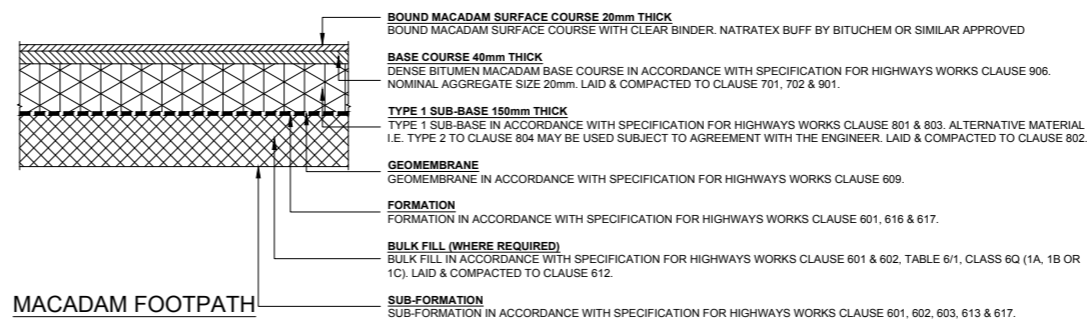 BOUND MACADAM SURFACE COURSE 20mm THICK
BOUND MACADAM SURFACE COURSE WITH CLEAR BINDER. NATRATEX BUFF BY BITUCHEM OR SIMILAR APPROVED
BASE COURSE 40mm THICK
DENSE BITUMEN MACADAM BASE COURSE IN ACCORDANCE WITH SPECIFICATION FOR HIGHWAYS WORKS CLAUSE 906.
NOMINAL AGGREGATE SIZE 20mm. LAID & COMPACTED TO CLAUSE 701, 702 & 901.
TYPE 1 SUB-BASE 150mm THICK
TYPE 1 SUB-BASE IN ACCORDANCE WITH SPECIFICATION FOR HIGHWAYS WORKS CLAUSE 801 & 803. ALTERNATIVE MATERIAL
I.E. TYPE 2 TO CLAUSE 804 MAY BE USED SUBJECT TO AGREEMENT WITH THE ENGINEER. LAID & COMPACTED TO CLAUSE 802.
GEOMEMBRANE
GEOMEMBRANE IN ACCORDANCE WITH SPECIFICATION FOR HIGHWAYS WORKS CLAUSE 609.
FORMATION
FORMATION IN ACCORDANCE WITH SPECIFICATION FOR HIGHWAYS WORKS CLAUSE 601, 616 & 617.
BULK FILL (WHERE REQUIRED)
BULK FILL IN ACCORDANCE WITH SPECIFICATION FOR HIGHWAYS WORKS CLAUSE 601 & 602, TABLE 6/1, CLASS 6Q (1A, 1B OR
1C). LAID & COMPACTED TO CLAUSE 612.
SUB-FORMATION
SUB-FORMATION IN ACCORDANCE WITH SPECIFICATION FOR HIGHWAYS WORKS CLAUSE 601, 602, 603, 613 & 617.
MACADAM FOOTPATH